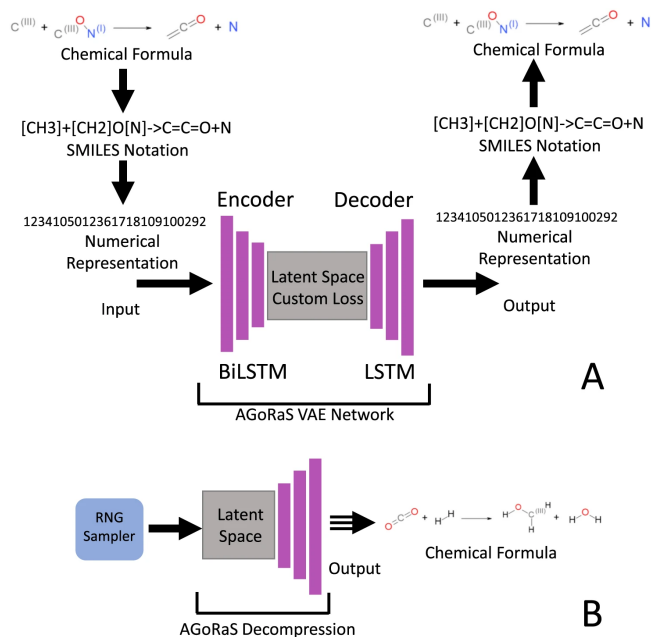 C(III) + C(III) O N(I) → C O + N
Chemical Formula
[CH3]+[CH2]O[N]->C=C=O+N
SMILES Notation
1234105012361718109100292
Numerical
Representation
Input
Encoder
Decoder
Latent Space
Custom Loss
BiLSTM
LSTM
AGoRaS VAE Network
C(III) + C(III) O N(I) → C O + N
Chemical Formula
[CH3]+[CH2]O[N]->C=C=O+N
SMILES Notation
1234105012361718109100292
Numerical
Representation
Output
A
RNG
Sampler
Latent
Space
Output
AGoRaS Decompression
O C O + H H → H O C(III) H H + H O H
Chemical Formula
B